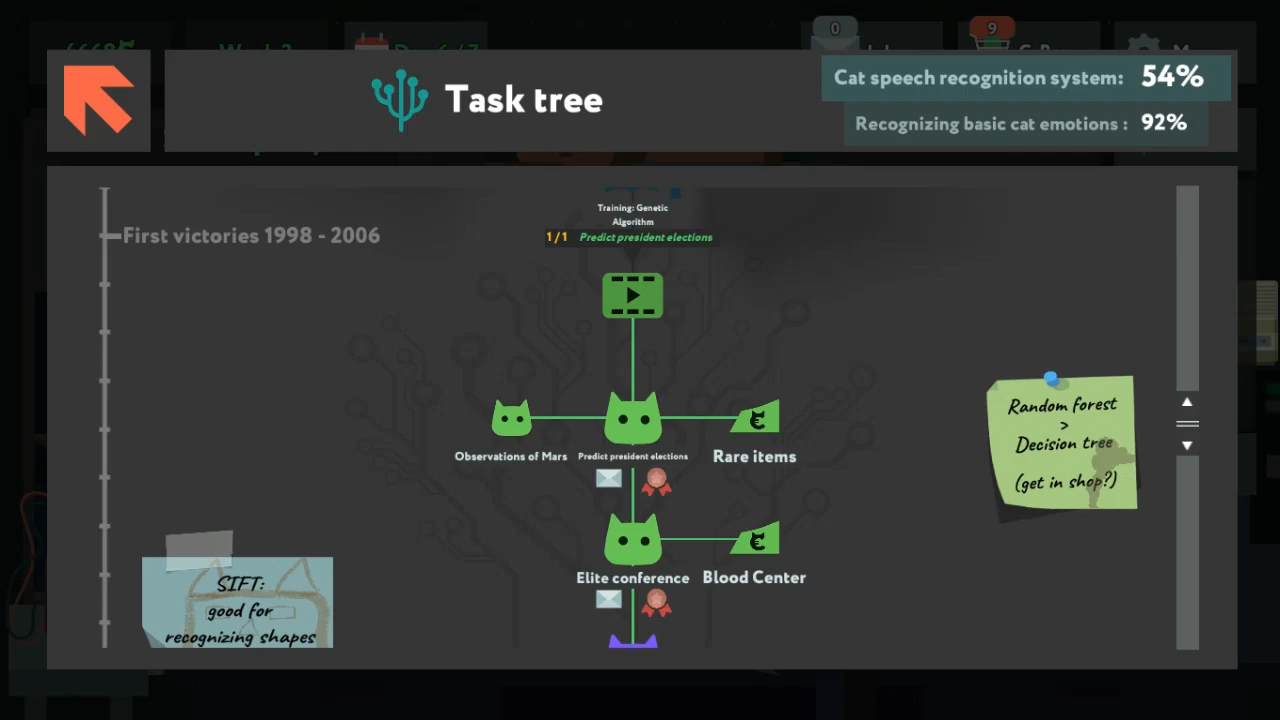 0
9
Task tree
Cat speech recognition system: 54%
Recognizing basic cat emotions : 92%
First victories 1998 - 2006
Training: Genetic
Algorithm
1/1 Predict president elections
Observations of Mars
Predict president elections
Rare items
Elite conference
Blood Center
Random forest
>
Decision tree
(get in shop?)
SIFT:
good for
recognizing shapes